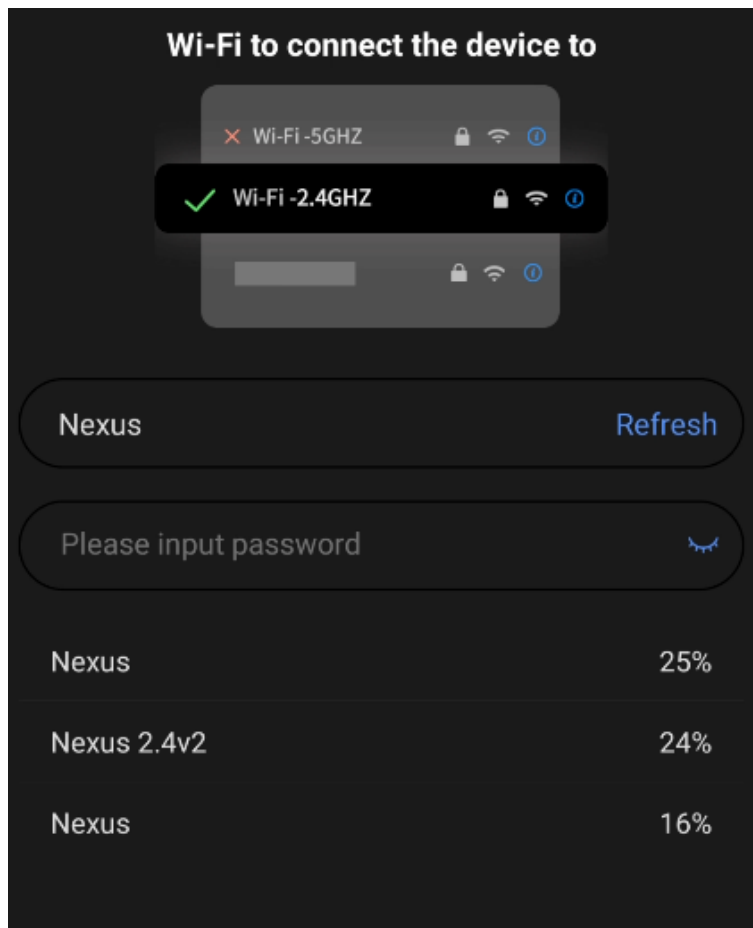 Wi-Fi to connect the device to
Wi-Fi -5GHZ
Wi-Fi -2.4GHZ
Nexus Refresh
Please input password
Nexus 25%
Nexus 2.4v2 24%
Nexus 16%